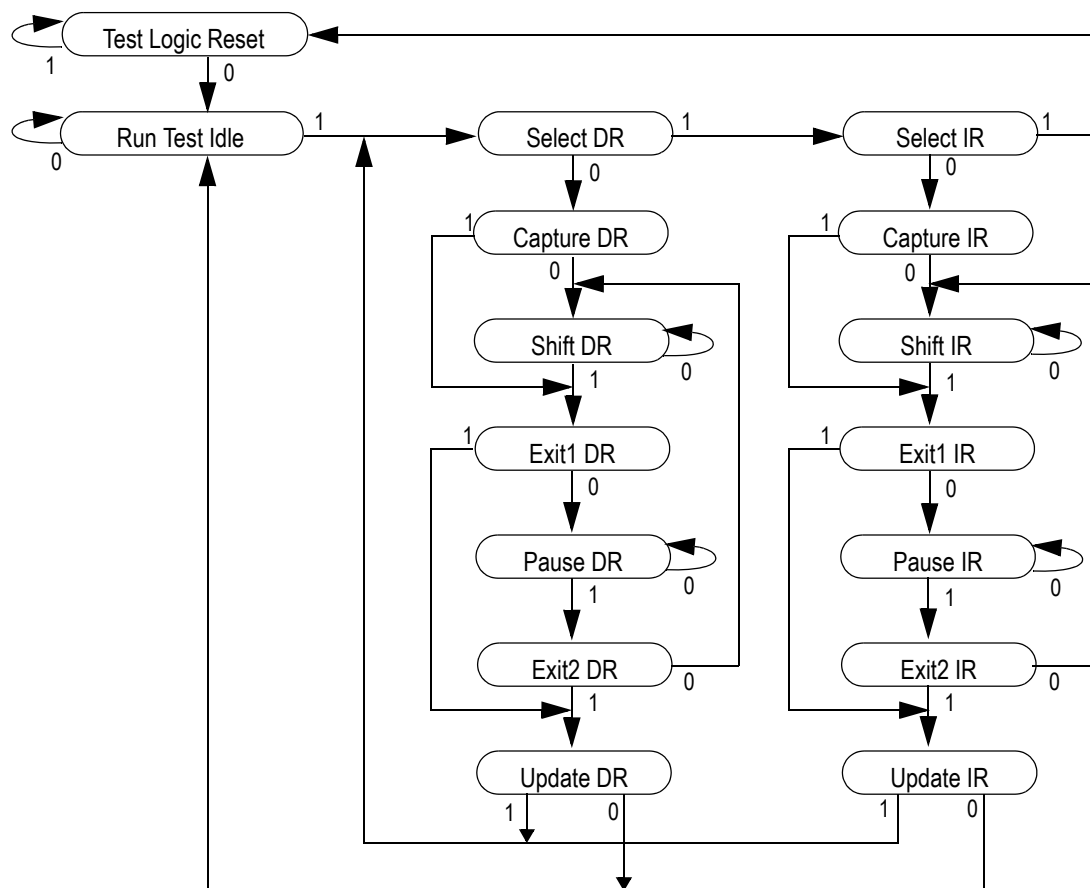 Test Logic Reset
1
0
Run Test Idle
1
0
Select DR
1
0
Select IR
1
0
1
Capture DR
0
1
Capture IR
0
Shift DR
0
1
Shift IR
0
1
1
Exit1 DR
0
1
Exit1 IR
0
Pause DR
0
1
Pause IR
0
1
Exit2 DR
0
1
Exit2 IR
0
1
Update DR
1
0
Update IR
1
0